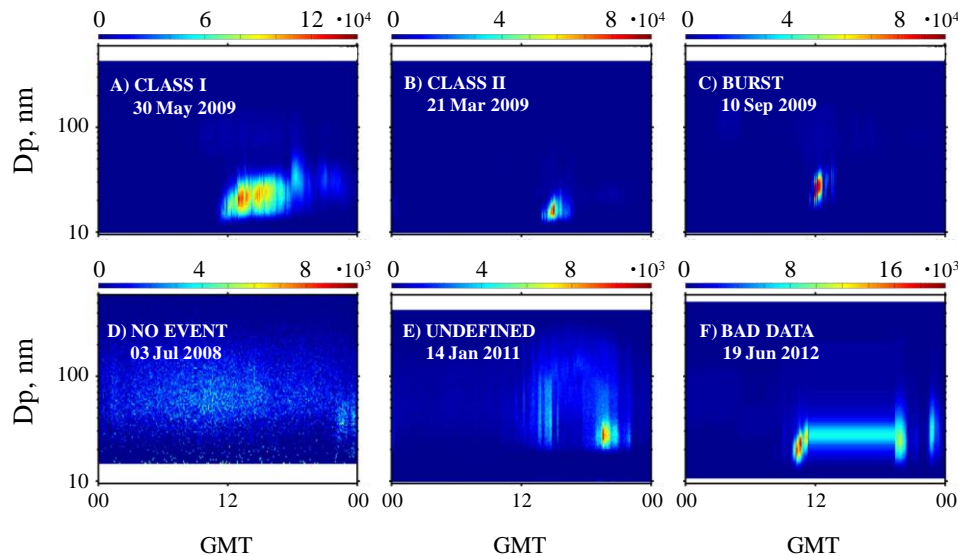 0 6 12 ·10⁴
0 4 8 ·10⁴
0 4 8 ·10⁴
A) CLASS I
30 May 2009
B) CLASS II
21 Mar 2009
C) BURST
10 Sep 2009
Dp, nm
100
10
0 4 8 ·10³
0 4 8 ·10³
0 8 16 ·10³
D) NO EVENT
03 Jul 2008
E) UNDEFINED
14 Jan 2011
F) BAD DATA
19 Jun 2012
Dp, nm
100
10
00 12 00 12 00 12 00
GMT GMT GMT